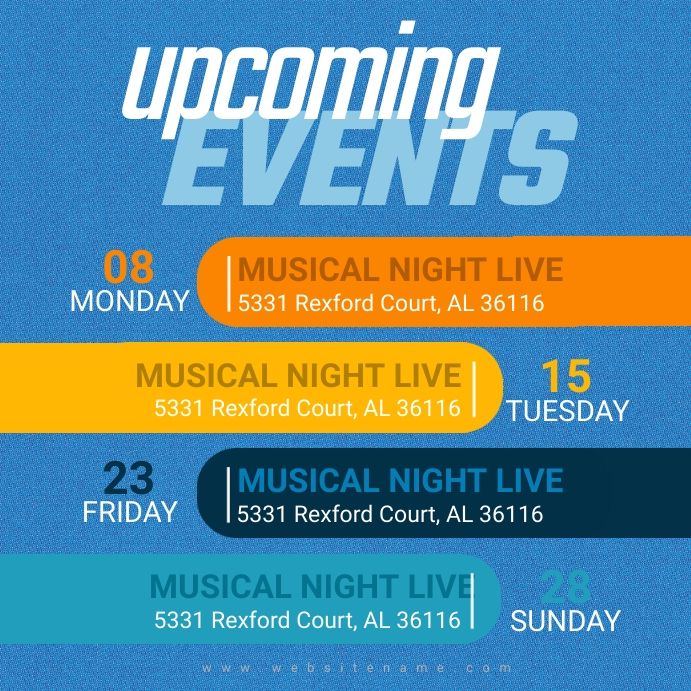 upcoming
EVENTS
08
MONDAY
MUSICAL NIGHT LIVE
5331 Rexford Court, AL 36116
MUSICAL NIGHT LIVE
5331 Rexford Court, AL 36116
15
TUESDAY
23
FRIDAY
MUSICAL NIGHT LIVE
5331 Rexford Court, AL 36116
MUSICAL NIGHT LIVE
5331 Rexford Court, AL 36116
28
SUNDAY
www.websitename.com